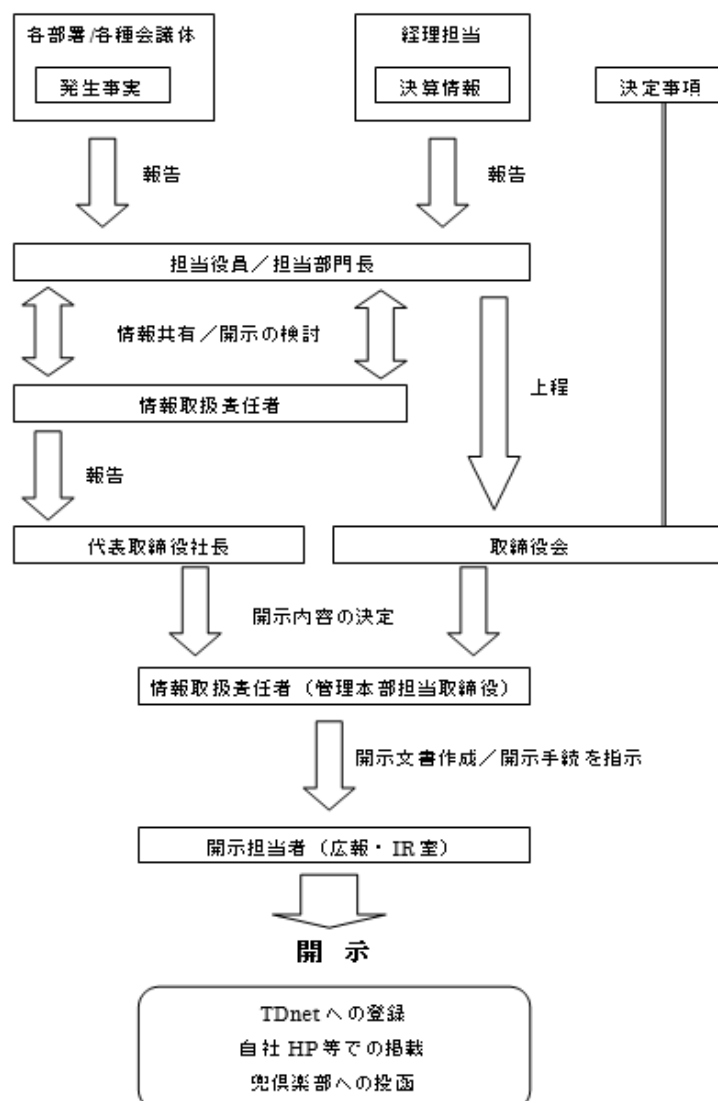 各部署/各種会議体
発生事実
経理担当
決算情報
決定事項
報告
報告
担当役員／担当部門長
情報共有／開示の検討
情報取扱責任者
上程
報告
代表取締役社長
取締役会
開示内容の決定
情報取扱責任者（管理本部担当取締役）
開示文書作成／開示手続を指示
開示担当者（広報・IR室）
開 示
TDnetへの登録
自社HP等での掲載
兜倶楽部への投函